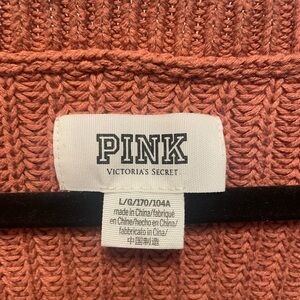 PINK
VICTORIA'S SECRET
L/G/170/104A
made in China/fabriqué
en Chine/hecho en China/
fabbricato in Cina/
中国制造